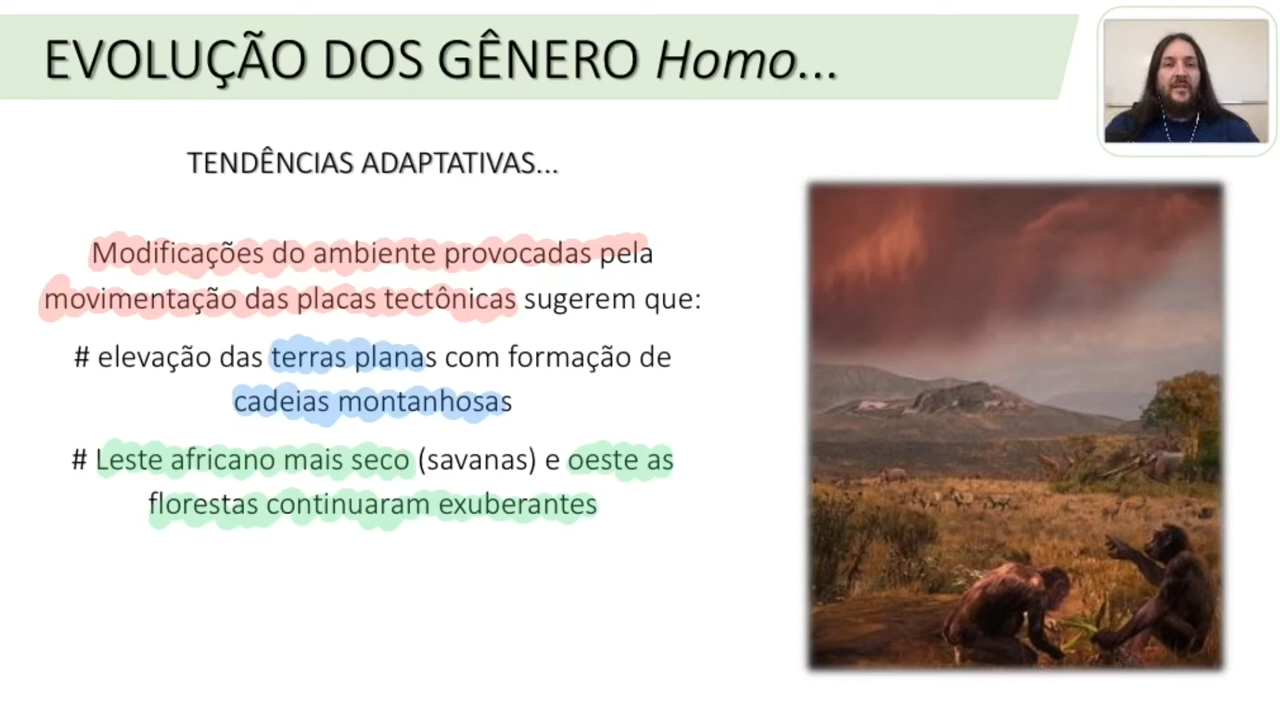 EVOLUÇÃO DOS GÊNERO Homo...
TENDÊNCIAS ADAPTATIVAS...
Modificações do ambiente provocadas pela
movimentação das placas tectônicas sugerem que:
# elevação das terras planas com formação de
cadeias montanhosas
# Leste africano mais seco (savanas) e oeste as
florestas continuaram exuberantes